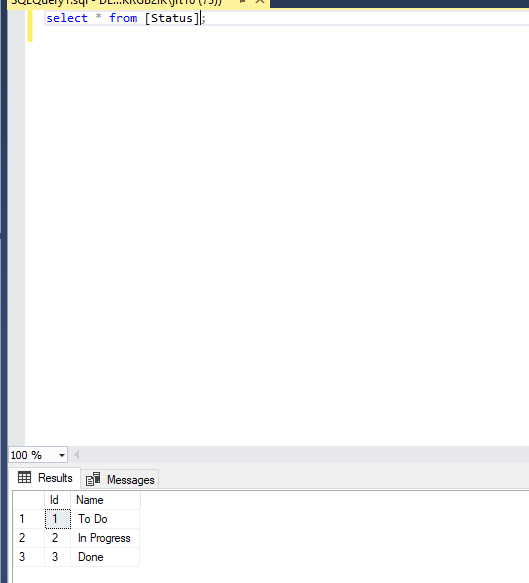 select * from [Status];
100 %
Results Messages
Id Name
1 1 To Do
2 2 In Progress
3 3 Done